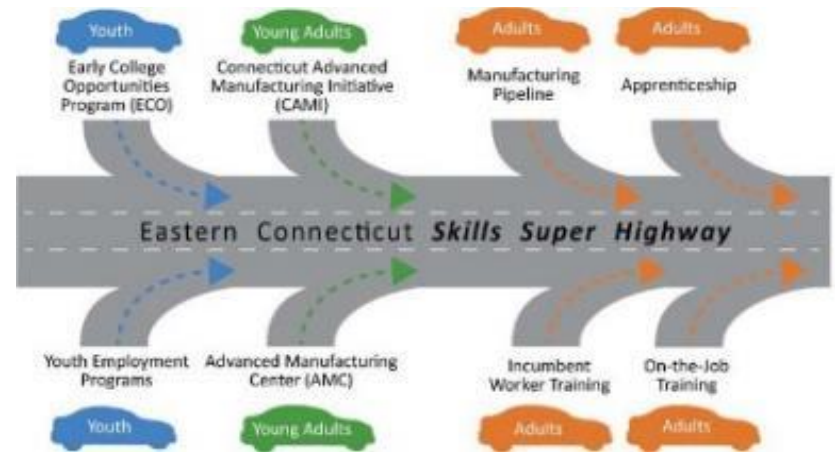 Youth
Early College
Opportunities
Program (ECO)
Young Adults
Connecticut Advanced
Manufacturing Initiative
(CAMI)
Adults
Manufacturing
Pipeline
Adults
Apprenticeship
Eastern Connecticut Skills Super Highway
Youth Employment
Programs
Youth
Advanced Manufacturing
Center (AMC)
Young Adults
Incumbent
Worker Training
Adults
On-the-Job
Training
Adults